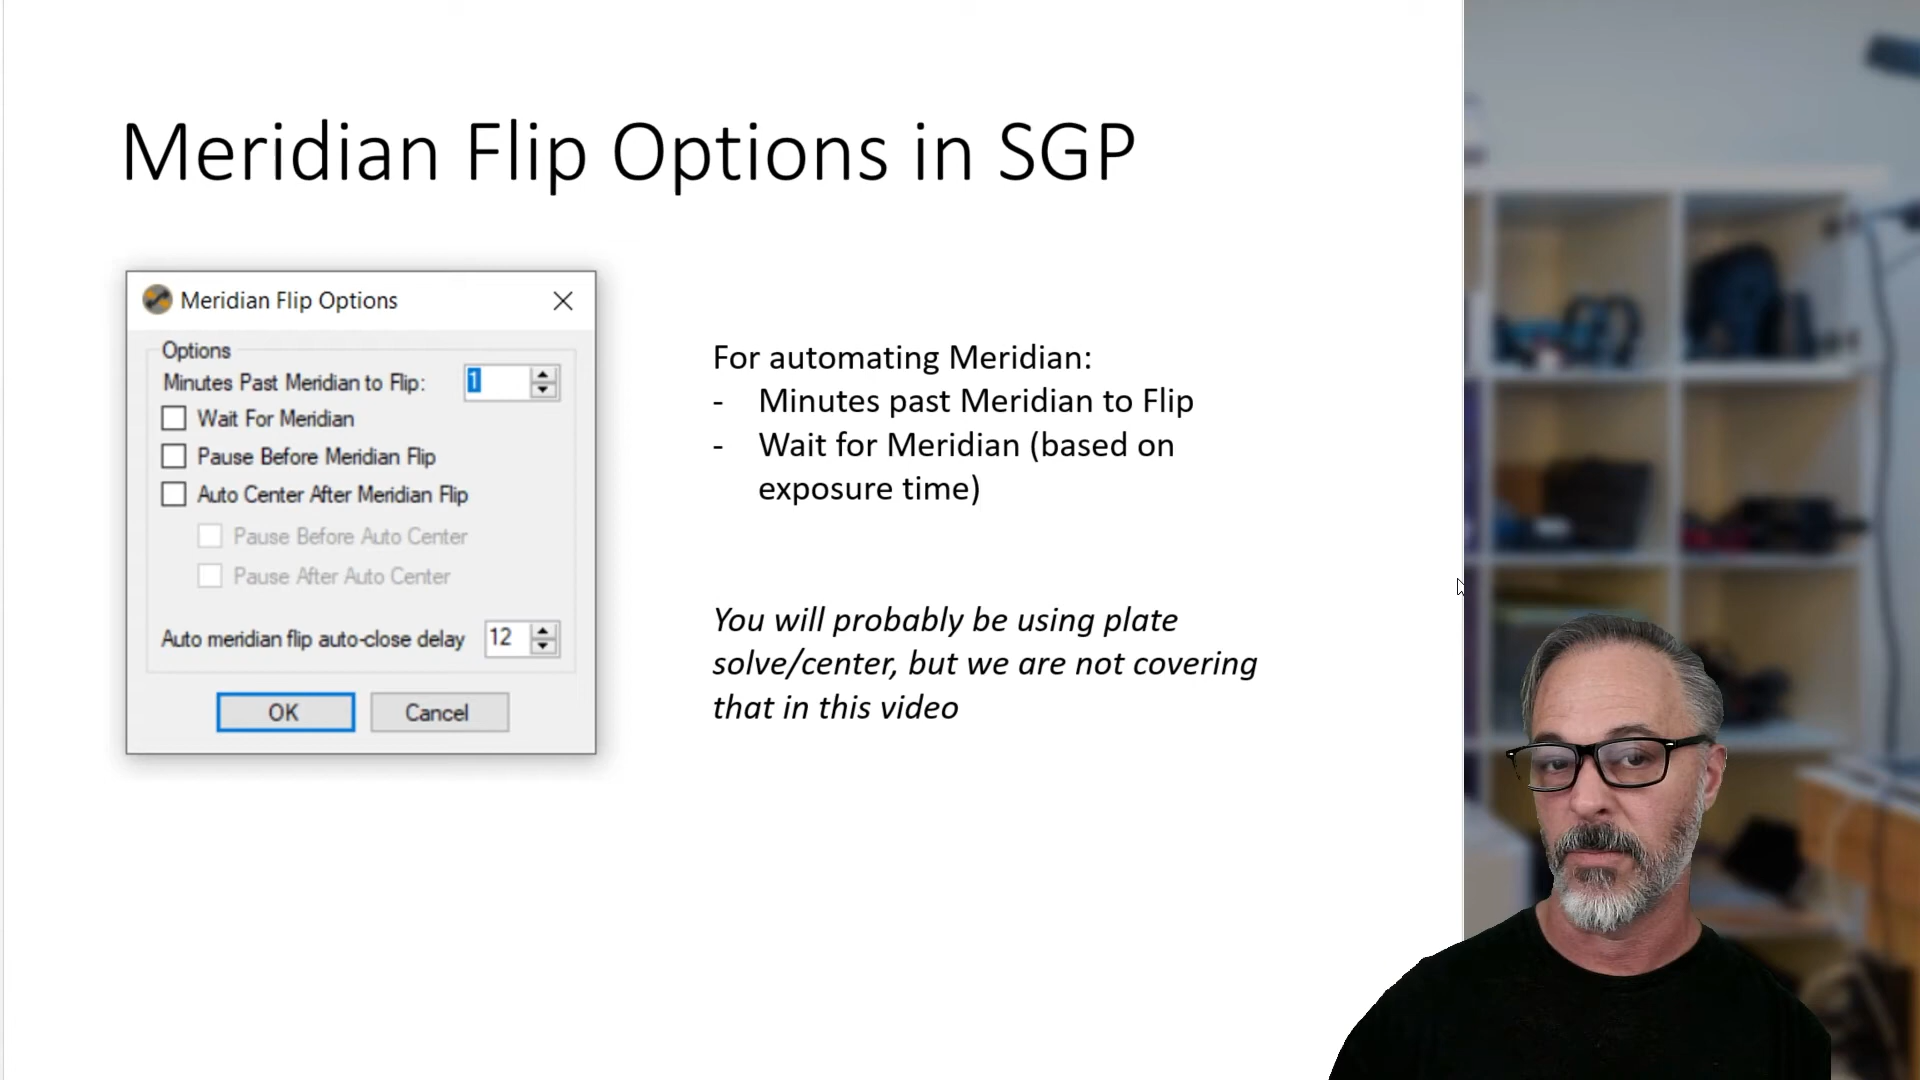 Meridian Flip Options in SGP
Meridian Flip Options
Options
Minutes Past Meridian to Flip: 1
Wait For Meridian
Pause Before Meridian Flip
Auto Center After Meridian Flip
Pause Before Auto Center
Pause After Auto Center
Auto meridian flip auto-close delay 12
OK Cancel
For automating Meridian:
- Minutes past Meridian to Flip
- Wait for Meridian (based on
exposure time)
You will probably be using plate
solve/center, but we are not covering
that in this video